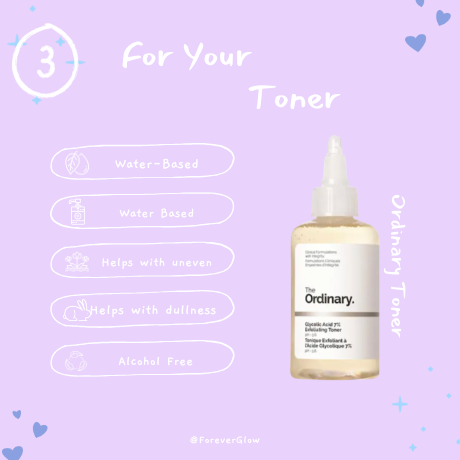 3
For Your
Toner
Water-Based
Water Based
Helps with uneven
Helps with dullness
Alcohol Free
The
Ordinary.
Glycolic Acid 7%
Exfoliating Toner
Tonique Exfoliant à
l'Acide Glycolique 7%
Ordinary Toner
@ForeverGlow